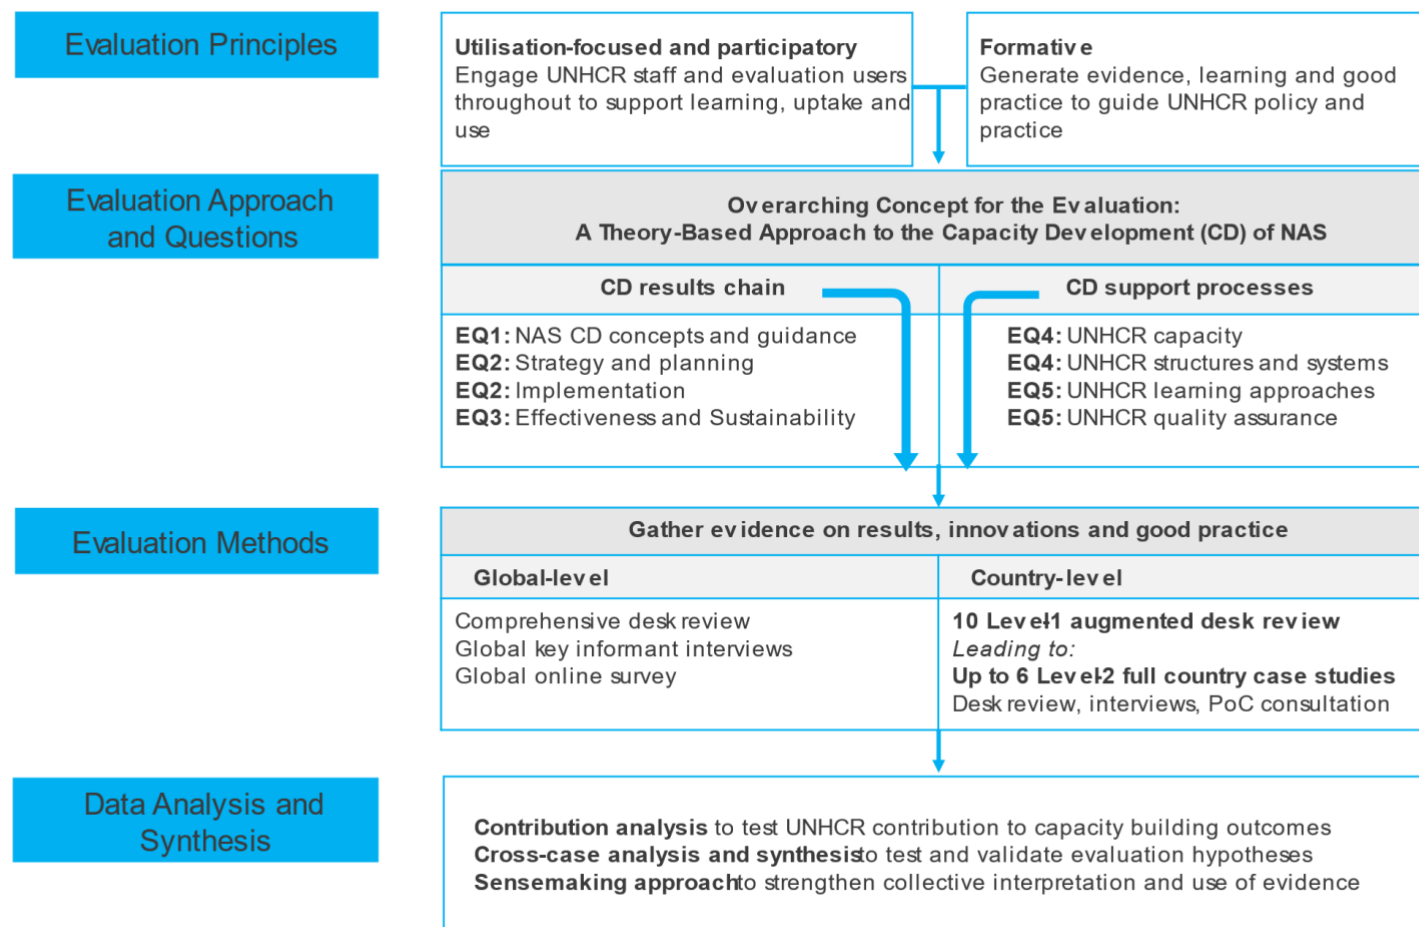 Evaluation Principles
Utilisation-focused and participatory
Engage UNHCR staff and evaluation users
throughout to support learning, uptake and
use
Formative
Generate evidence, learning and good
practice to guide UNHCR policy and
practice
Evaluation Approach
and Questions
Overarching Concept for the Evaluation:
A Theory-Based Approach to the Capacity Development (CD) of NAS
CD results chain
EQ1: NAS CD concepts and guidance
EQ2: Strategy and planning
EQ2: Implementation
EQ3: Effectiveness and Sustainability
CD support processes
EQ4: UNHCR capacity
EQ4: UNHCR structures and systems
EQ5: UNHCR learning approaches
EQ5: UNHCR quality assurance
Evaluation Methods
Gather evidence on results, innovations and good practice
Global-level
Comprehensive desk review
Global key informant interviews
Global online survey
Country-level
10 Level-1 augmented desk review
Leading to:
Up to 6 Level-2 full country case studies
Desk review, interviews, PoC consultation
Data Analysis and
Synthesis
Contribution analysis to test UNHCR contribution to capacity building outcomes
Cross-case analysis and synthesis to test and validate evaluation hypotheses
Sensemaking approach to strengthen collective interpretation and use of evidence